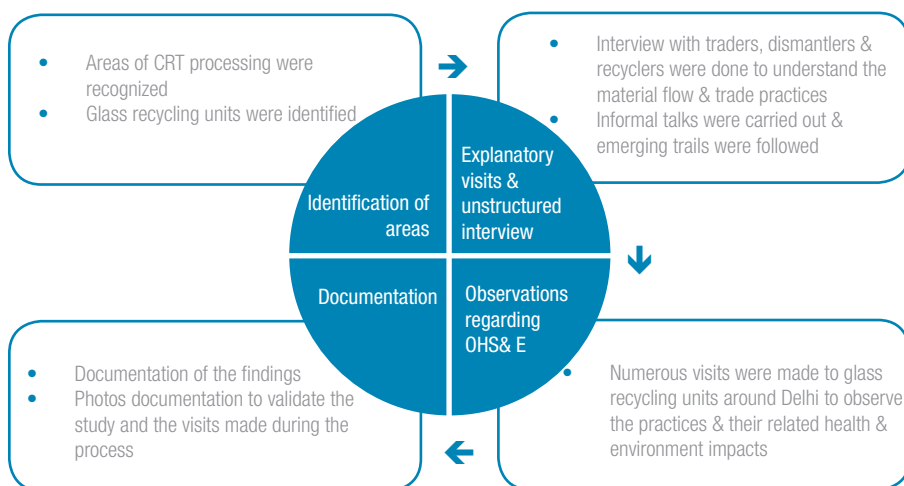 • Areas of CRT processing were
recognized
• Glass recycling units were identified
• Interview with traders, dismantlers &
recyclers were done to understand the
material flow & trade practices
• Informal talks were carried out &
emerging trails were followed
Identification of
areas
Explanatory
visits &
unstructured
interview
Documentation
Observations
regarding
OHS& E
• Documentation of the findings
• Photos documentation to validate the
study and the visits made during the
process
• Numerous visits were made to glass
recycling units around Delhi to observe
the practices & their related health &
environment impacts